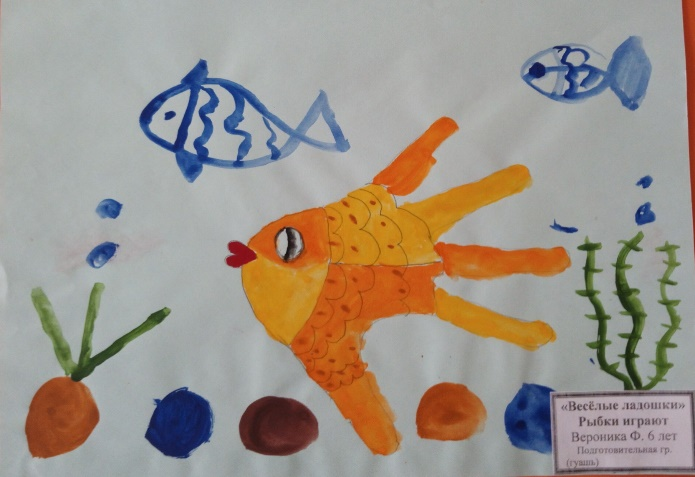 «Весёлые ладошки»
Рыбки играют
Вероника Ф. 6 лет
Подготовительная гр.
(гуашь)